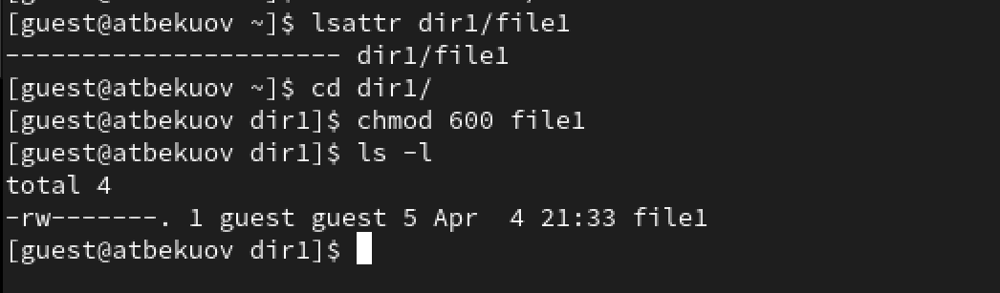 [guest@atbekuov ~]$ lsattr dir1/file1
---------------------- dir1/file1
[guest@atbekuov ~]$ cd dir1/
[guest@atbekuov dir1]$ chmod 600 file1
[guest@atbekuov dir1]$ ls -l
total 4
-rw-------. 1 guest guest 5 Apr  4 21:33 file1
[guest@atbekuov dir1]$